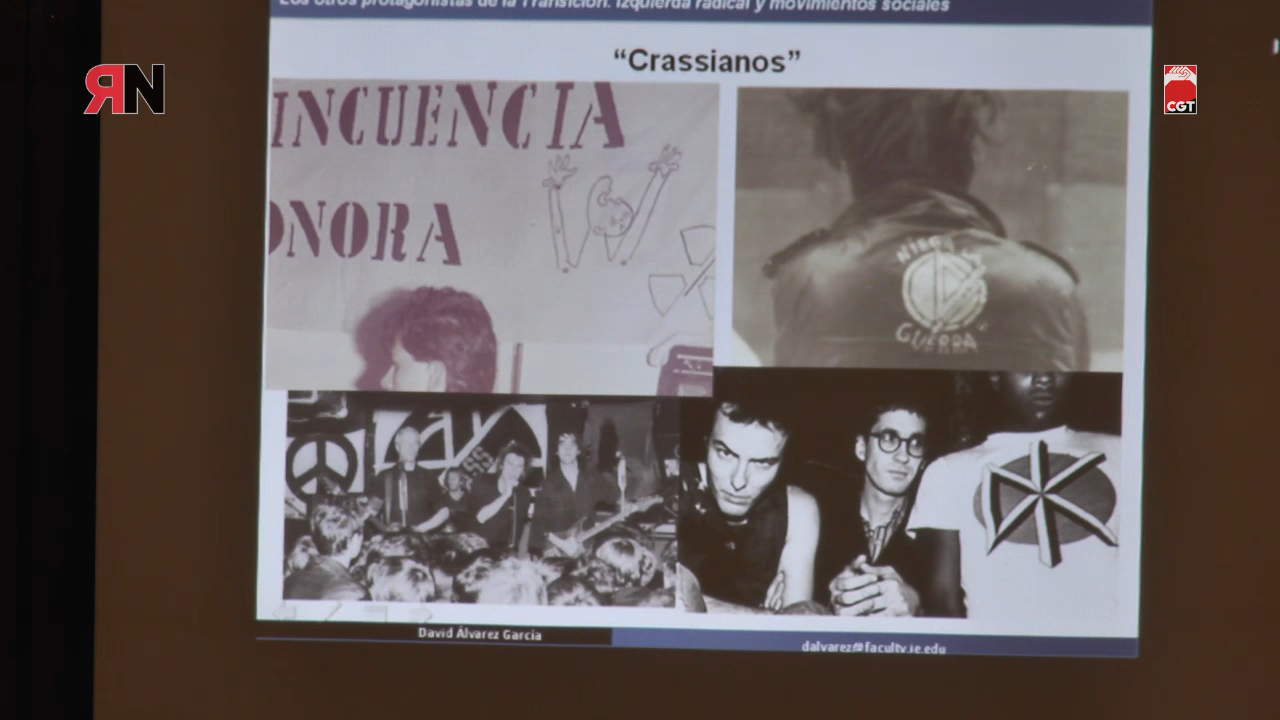 Los otros protagonistas de la Transición. Izquierda radical y movimientos sociales
“Crassianos”
ЯN
CGT
INCUENCIA
ONORA
GUERRA
David Álvarez García
dalvarez@faculty.ie.edu